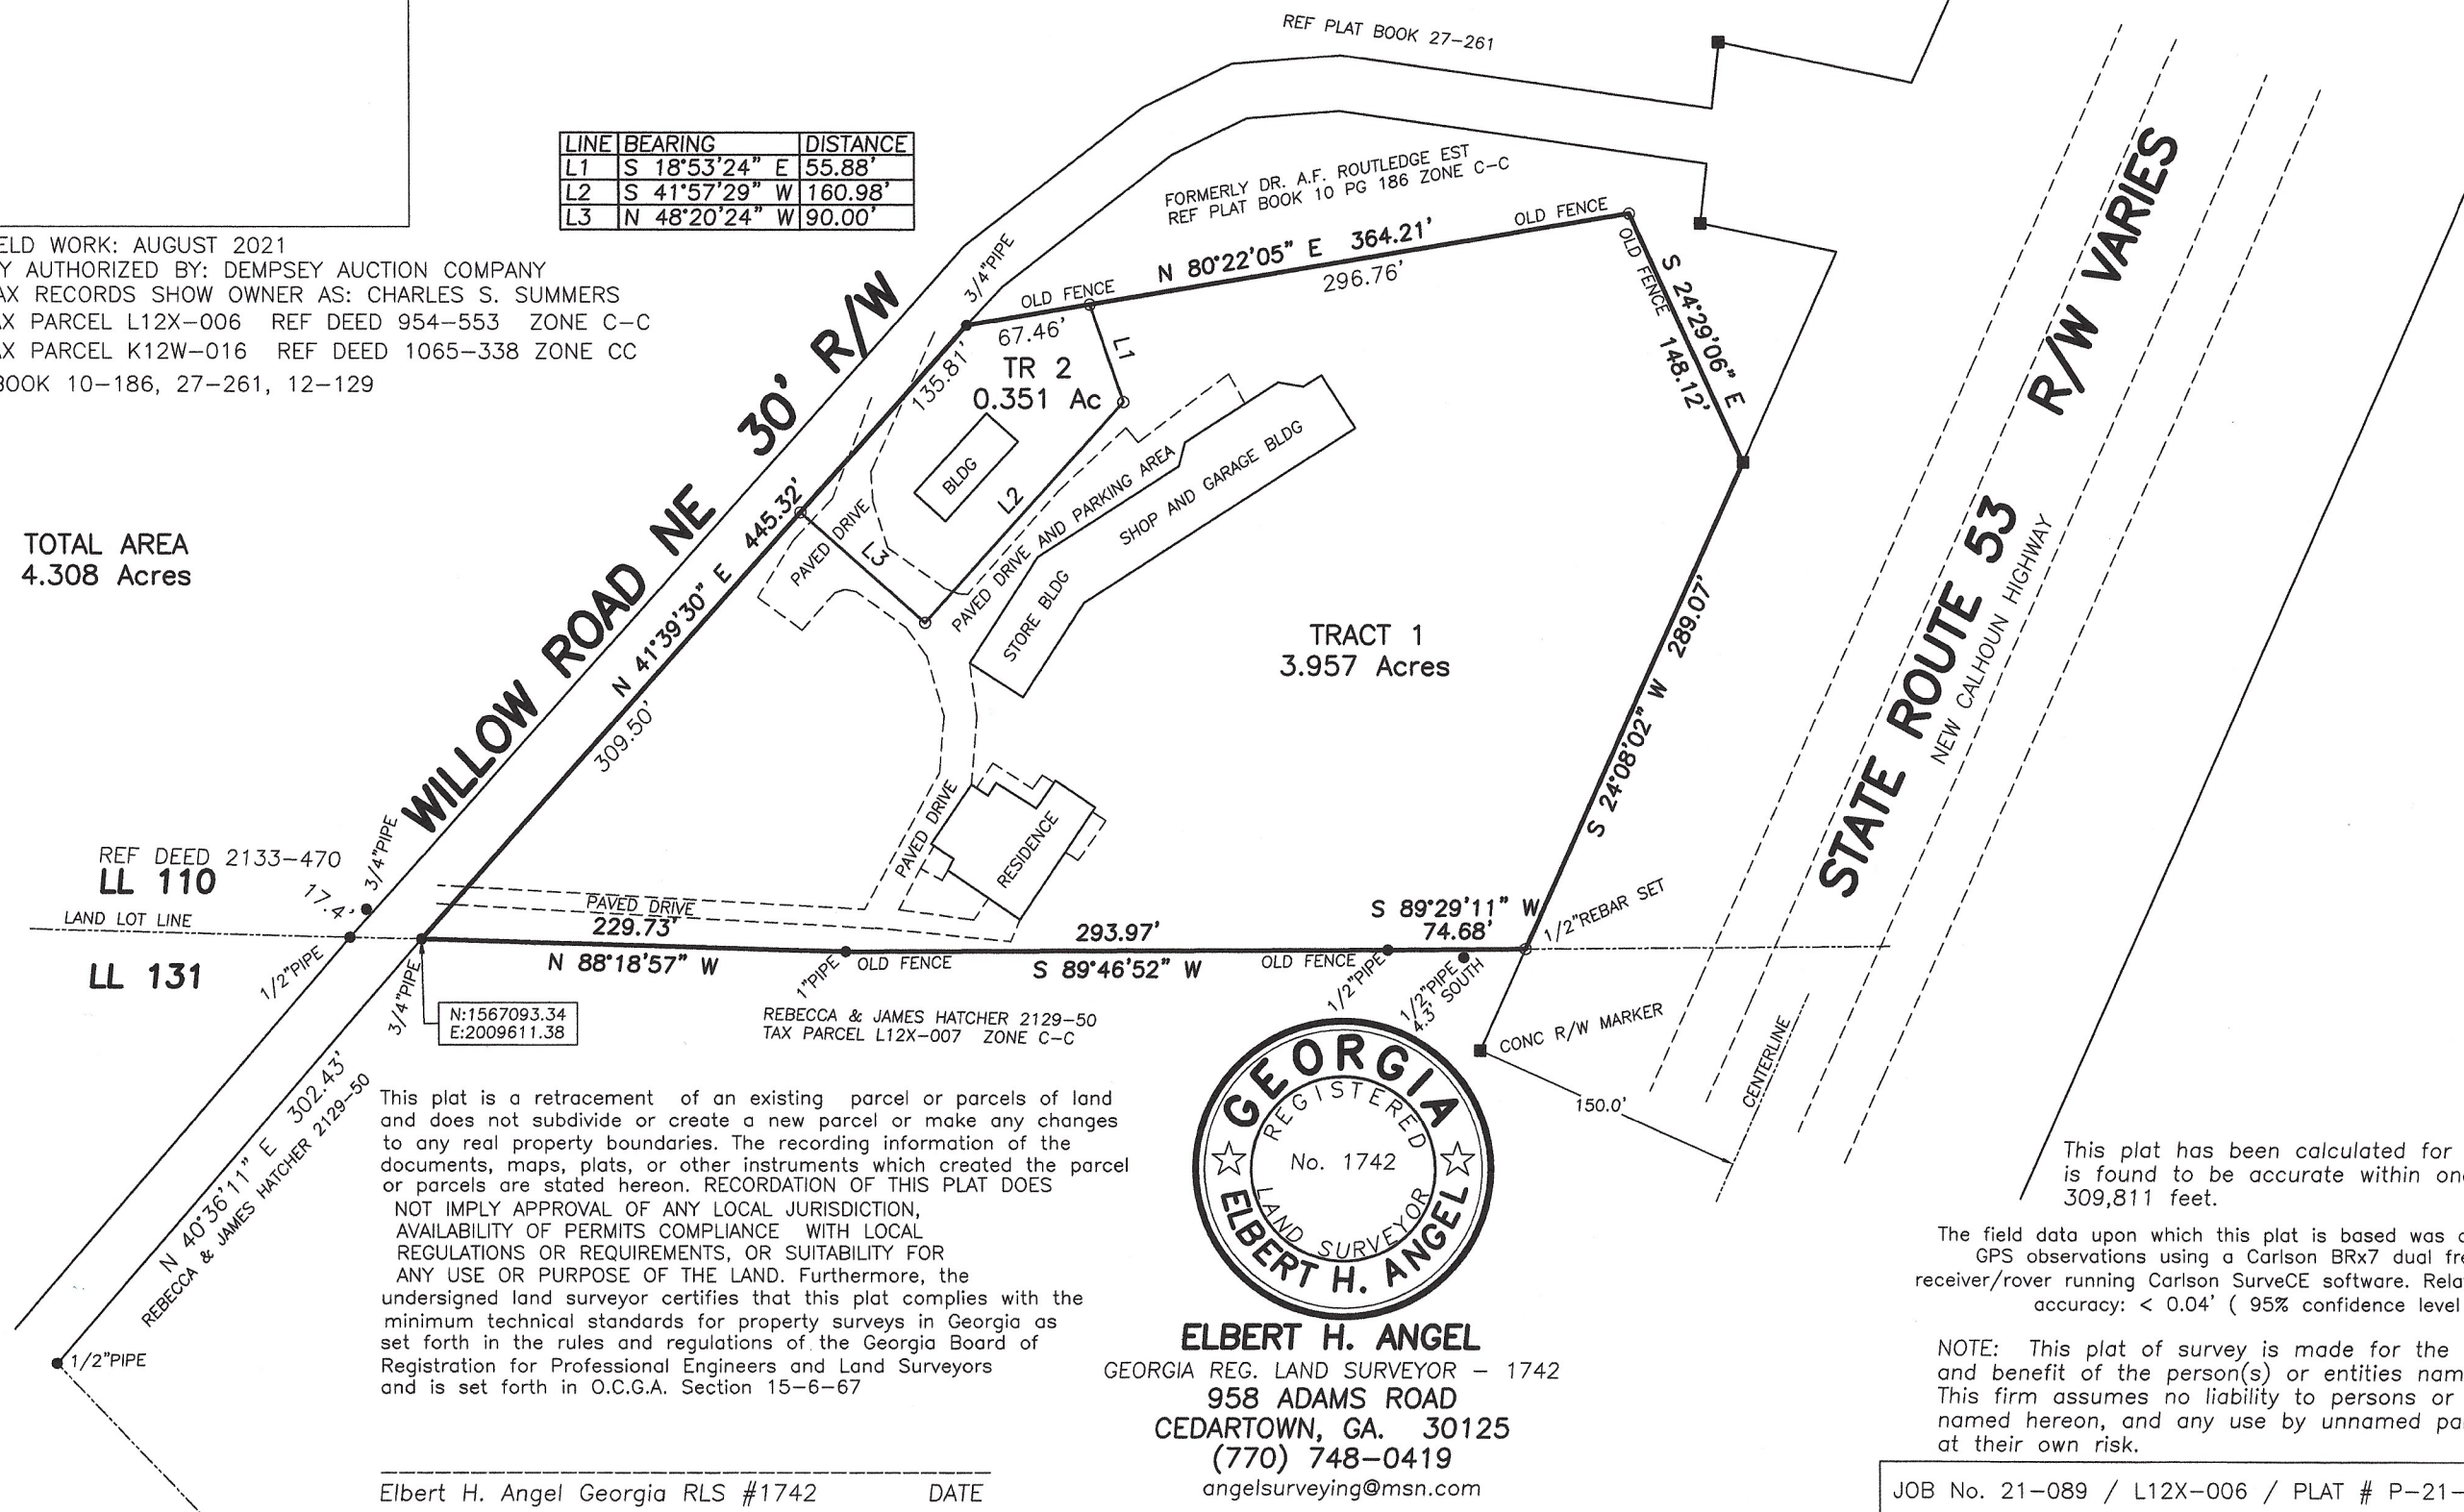 REF PLAT BOOK 27-261
LINE BEARING DISTANCE
L1 S 18°53'24" E 55.88'
L2 S 41°57'29" W 160.98'
L3 N 48°20'24" W 90.00'
WORK: AUGUST 2021
AUTHORIZED BY: DEMPSEY AUCTION COMPANY
RECORDS SHOW OWNER AS: CHARLES S. SUMMERS
PARCEL L12X-006 REF DEED 954-553 ZONE C-C
PARCEL K12W-016 REF DEED 1065-338 ZONE CC
BOOK 10-186, 27-261, 12-129
TOTAL AREA
4.308 Acres
FORMERLY DR. A.F. ROUTLEDGE EST
REF PLAT BOOK 10 PG 186 ZONE C-C
3/4"PIPE
OLD FENCE
67.46'
N 80°22'05" E 364.21'
296.76'
OLD FENCE
OLD FENCE
S 24°29'06" E
148.12'
WILLOW ROAD NE 30' R/W
N 41°39'30" E 445.32'
135.81'
309.50'
TR 2
0.351 Ac
L1
L2
L3
BLDG
PAVED DRIVE
PAVED DRIVE AND PARKING AREA
SHOP AND GARAGE BLDG
STORE BLDG
TRACT 1
3.957 Acres
S 24°08'02" W 289.07'
STATE ROUTE 53 R/W VARIES
NEW CALHOUN HIGHWAY
PAVED DRIVE
RESIDENCE
REF DEED 2133-470
LL 110
17.4'
3/4"PIPE
LAND LOT LINE
LL 131
1/2"PIPE
3/4"PIPE
PAVED DRIVE
229.73'
N 88°18'57" W
1"PIPE
OLD FENCE
293.97'
S 89°46'52" W
OLD FENCE
1/2"PIPE
S 89°29'11" W
74.68'
1/2"REBAR SET
1/2"PIPE
4.3' SOUTH
CONC R/W MARKER
150.0'
CENTERLINE
N:1567093.34
E:2009611.38
REBECCA & JAMES HATCHER 2129-50
TAX PARCEL L12X-007 ZONE C-C
N 40°36'11" E 302.43'
REBECCA & JAMES HATCHER 2129-50
1/2"PIPE
This plat is a retracement of an existing parcel or parcels of land
and does not subdivide or create a new parcel or make any changes
to any real property boundaries. The recording information of the
documents, maps, plats, or other instruments which created the parcel
or parcels are stated hereon. RECORDATION OF THIS PLAT DOES
NOT IMPLY APPROVAL OF ANY LOCAL JURISDICTION,
AVAILABILITY OF PERMITS COMPLIANCE WITH LOCAL
REGULATIONS OR REQUIREMENTS, OR SUITABILITY FOR
ANY USE OR PURPOSE OF THE LAND. Furthermore, the
undersigned land surveyor certifies that this plat complies with the
minimum technical standards for property surveys in Georgia as
set forth in the rules and regulations of the Georgia Board of
Registration for Professional Engineers and Land Surveyors
and is set forth in O.C.G.A. Section 15-6-67
Elbert H. Angel Georgia RLS #1742 DATE
GEORGIA
REGISTERED
No. 1742
LAND SURVEYOR
ELBERT H. ANGEL
ELBERT H. ANGEL
GEORGIA REG. LAND SURVEYOR - 1742
958 ADAMS ROAD
CEDARTOWN, GA. 30125
(770) 748-0419
angelsurveying@msn.com
This plat has been calculated for
is found to be accurate within
309,811 feet.
The field data upon which this plat is based was
GPS observations using a Carlson BRx7 dual
receiver/rover running Carlson SurveCE software.
accuracy: < 0.04' ( 95% confidence level
NOTE: This plat of survey is made for the
and benefit of the person(s) or entities
This firm assumes no liability to persons or
named hereon, and any use by unnamed
at their own risk.
JOB No. 21-089 / L12X-006 / PLAT # P-21-